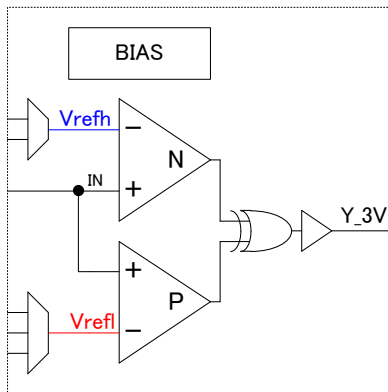 BIAS
Vrefh
−
N
IN
+
Y_3V
+
P
Vrefl
−